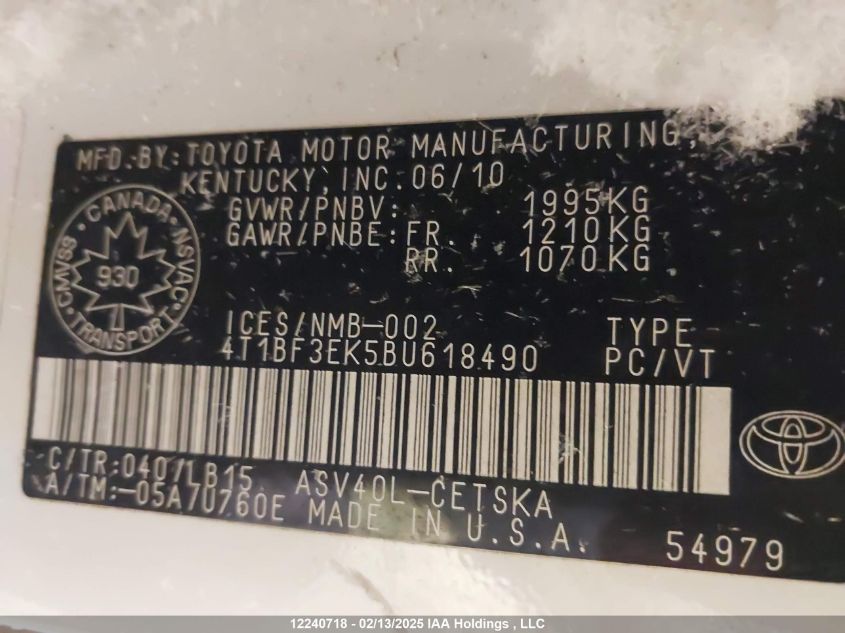 MFD. BY: TOYOTA MOTOR MANUFACTURING,
KENTUCKY, INC. 06/10
GVWR/PNBV: 1995KG
GAWR/PNBE: FR. 1210KG
RR. 1070KG
CANADA
CMVSS 930 NSVAC
TRANSPORT
ICES/NMB-002 TYPE
4T1BF3EK5BU618490 PC/VT
C/TR:040/LB15 ASV40L-CETSKA
A/TM:-05A/U760E MADE IN U.S.A.
54979
12240718 - 02/13/2025 IAA Holdings , LLC